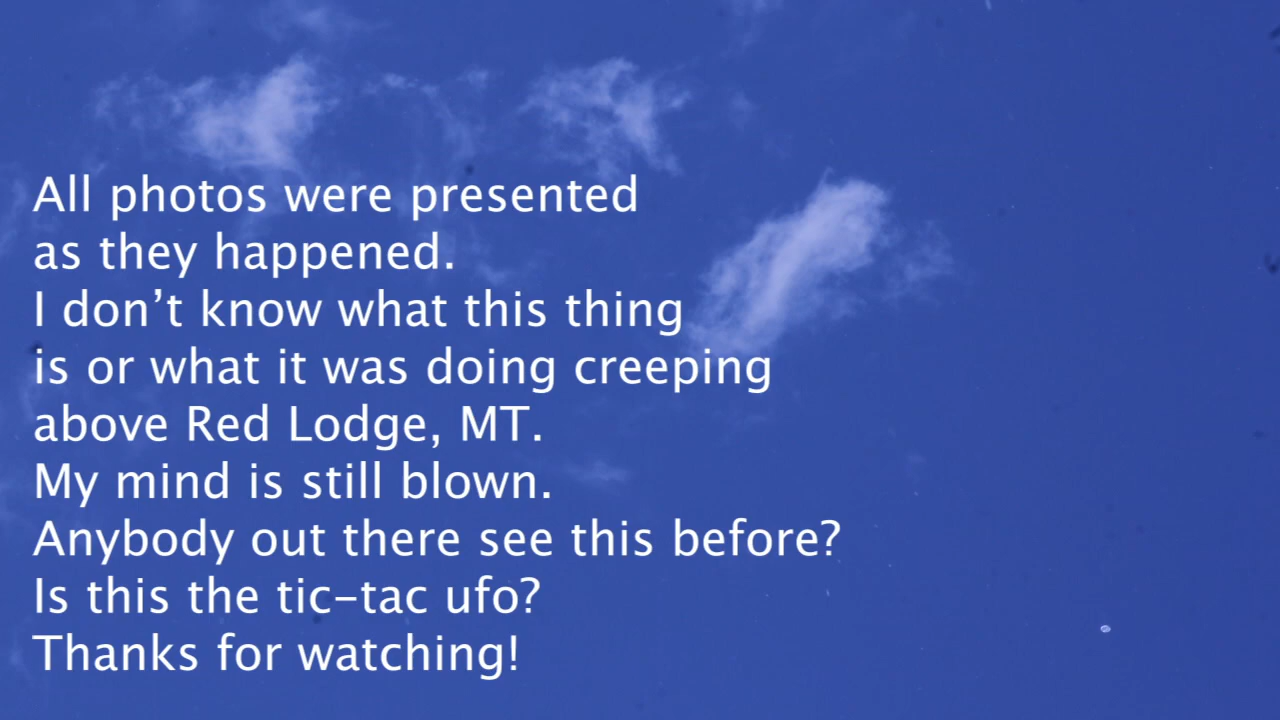 All photos were presented
as they happened.
I don’t know what this thing
is or what it was doing creeping
above Red Lodge, MT.
My mind is still blown.
Anybody out there see this before?
Is this the tic–tac ufo?
Thanks for watching!